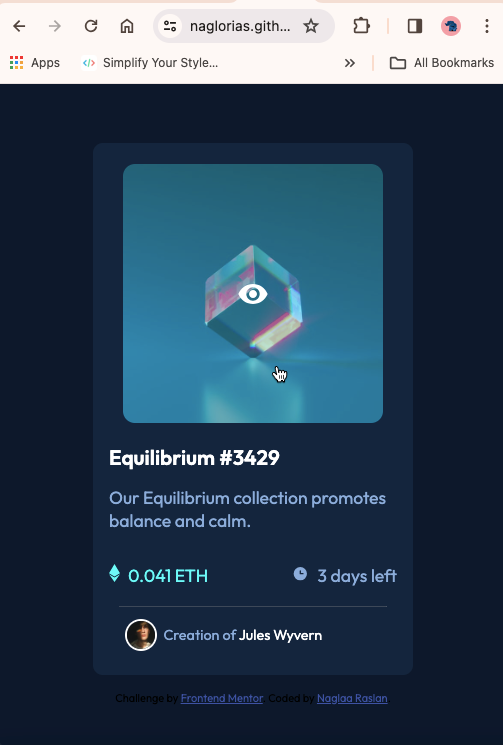 naglorias.gith...
Apps
Simplify Your Style...
»
All Bookmarks
Equilibrium #3429
Our Equilibrium collection promotes
balance and calm.
0.041 ETH
3 days left
Creation of Jules Wyvern
Challenge by Frontend Mentor Coded by Naglaa Raslan